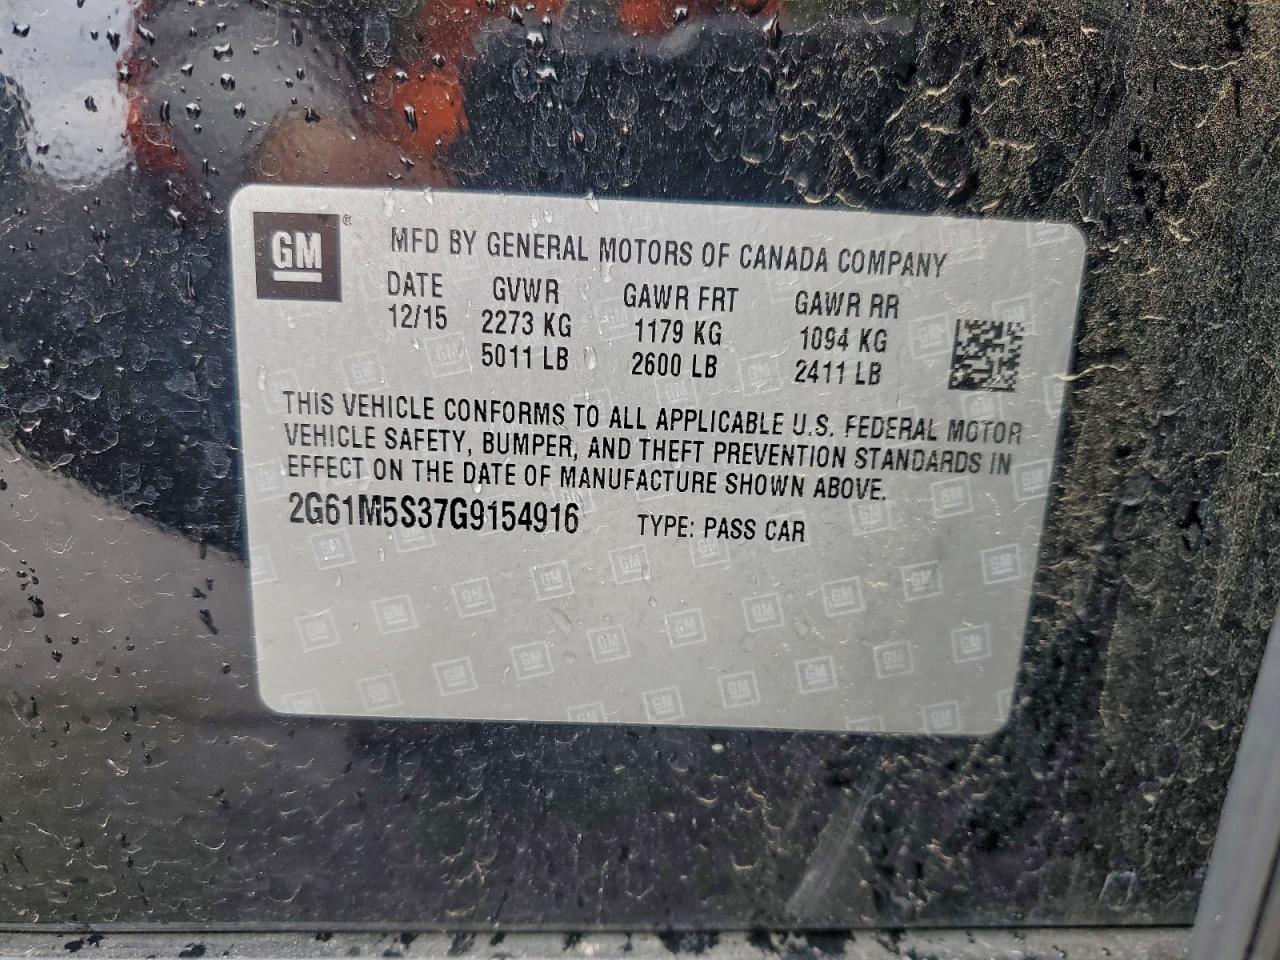 GM ®
MFD BY GENERAL MOTORS OF CANADA COMPANY
DATE GVWR GAWR FRT GAWR RR
12/15 2273 KG 1179 KG 1094 KG
5011 LB 2600 LB 2411 LB
THIS VEHICLE CONFORMS TO ALL APPLICABLE U.S. FEDERAL MOTOR
VEHICLE SAFETY, BUMPER, AND THEFT PREVENTION STANDARDS IN
EFFECT ON THE DATE OF MANUFACTURE SHOWN ABOVE.
2G61M5S37G9154916 TYPE: PASS CAR